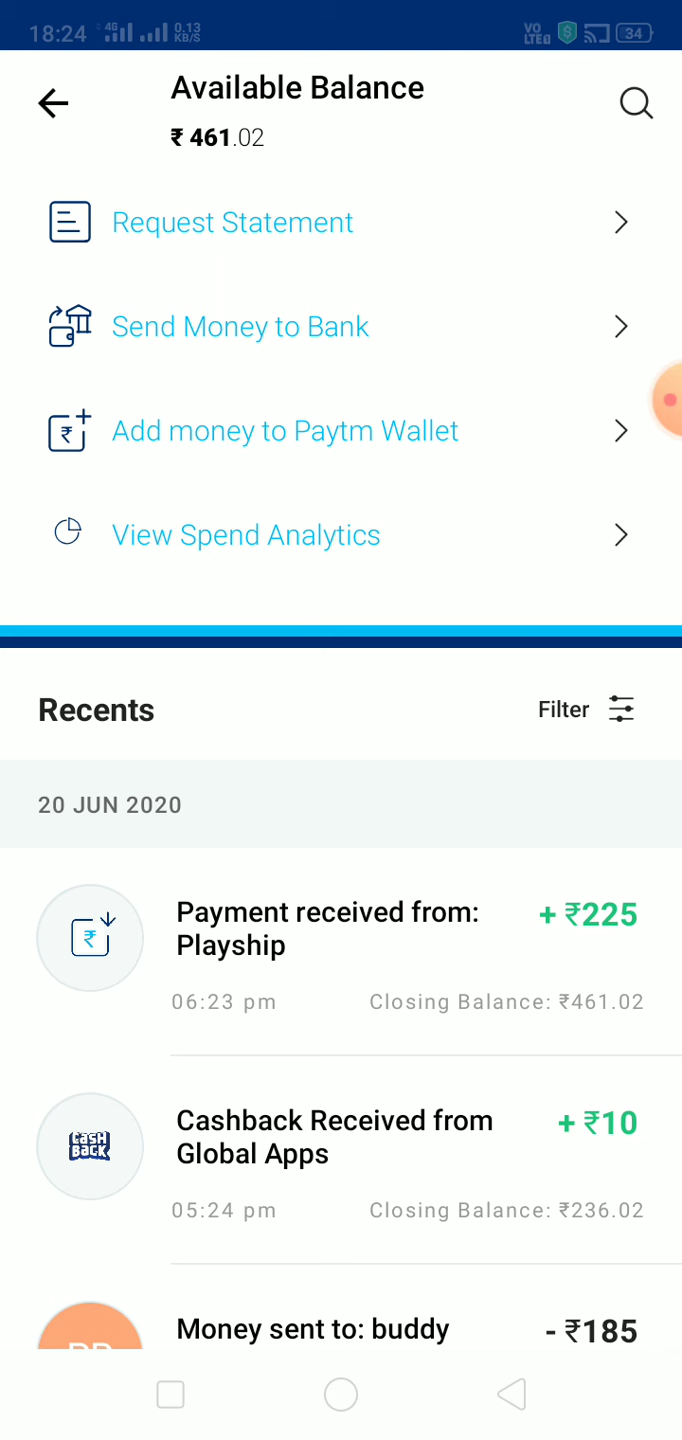 18:24 4G 0.13 KB/S VO LTE 34
Available Balance
₹ 461.02
Request Statement
Send Money to Bank
₹ Add money to Paytm Wallet
View Spend Analytics
Recents Filter
20 JUN 2020
Payment received from: + ₹225
₹
Playship
06:23 pm Closing Balance: ₹461.02
Cashback Received from + ₹10
CASH
BACK
Global Apps
05:24 pm Closing Balance: ₹236.02
Money sent to: buddy - ₹185